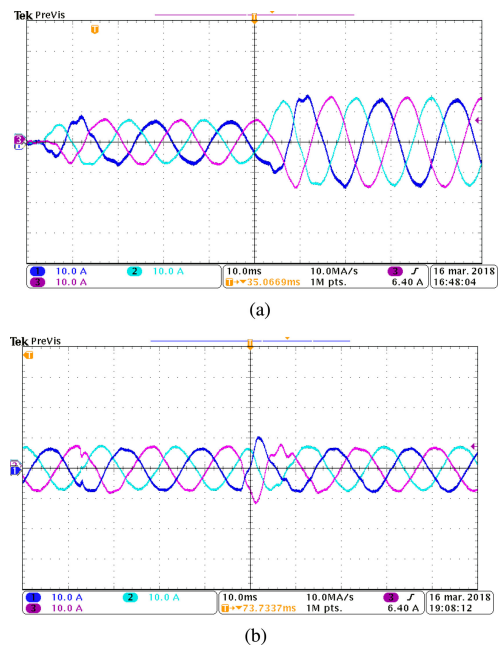 Tek PreVis
T
T
3
1 10.0 A 2 10.0 A 10.0ms 10.0MA/s 3 16 mar. 2018
3 10.0 A T→▼35.0669ms 1M pts. 6.40 A 16:48:04
(a)
Tek PreVis
T
T
1 10.0 A 2 10.0 A 10.0ms 10.0MA/s 3 16 mar. 2018
3 10.0 A T→▼73.7337ms 1M pts. 6.40 A 19:08:12
(b)